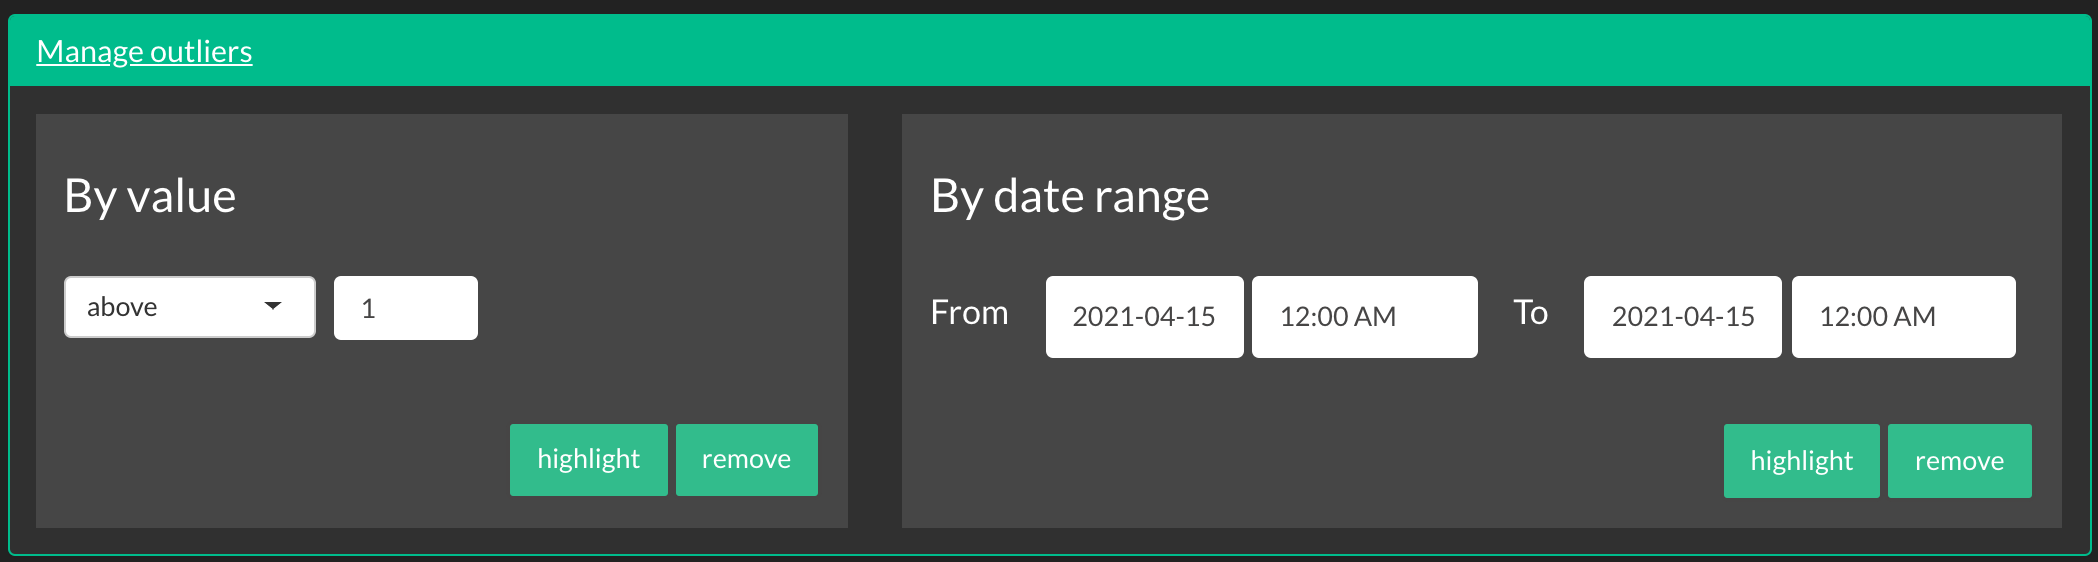 Manage outliers
By value
above 1
highlight remove
By date range
From 2021-04-15 12:00 AM To 2021-04-15 12:00 AM
highlight remove